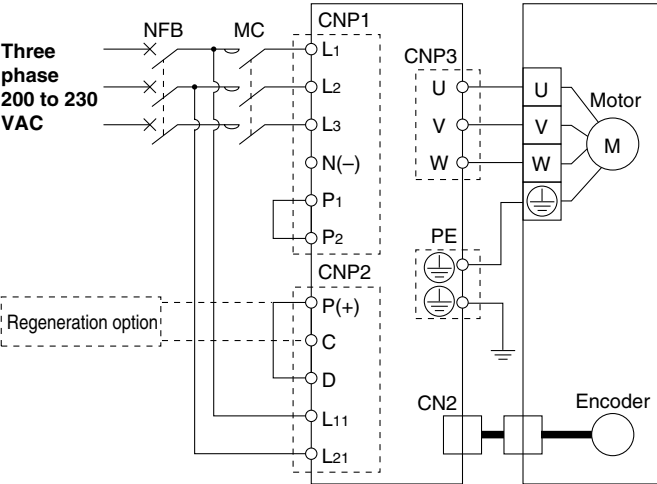 NFB
MC
CNP1
Three
phase
200 to 230
VAC
L1
L2
L3
N(–)
P1
P2
CNP3
U
V
W
U
V
W
Motor
M
PE
CNP2
Regeneration option
P(+)
C
D
L11
L21
CN2
Encoder